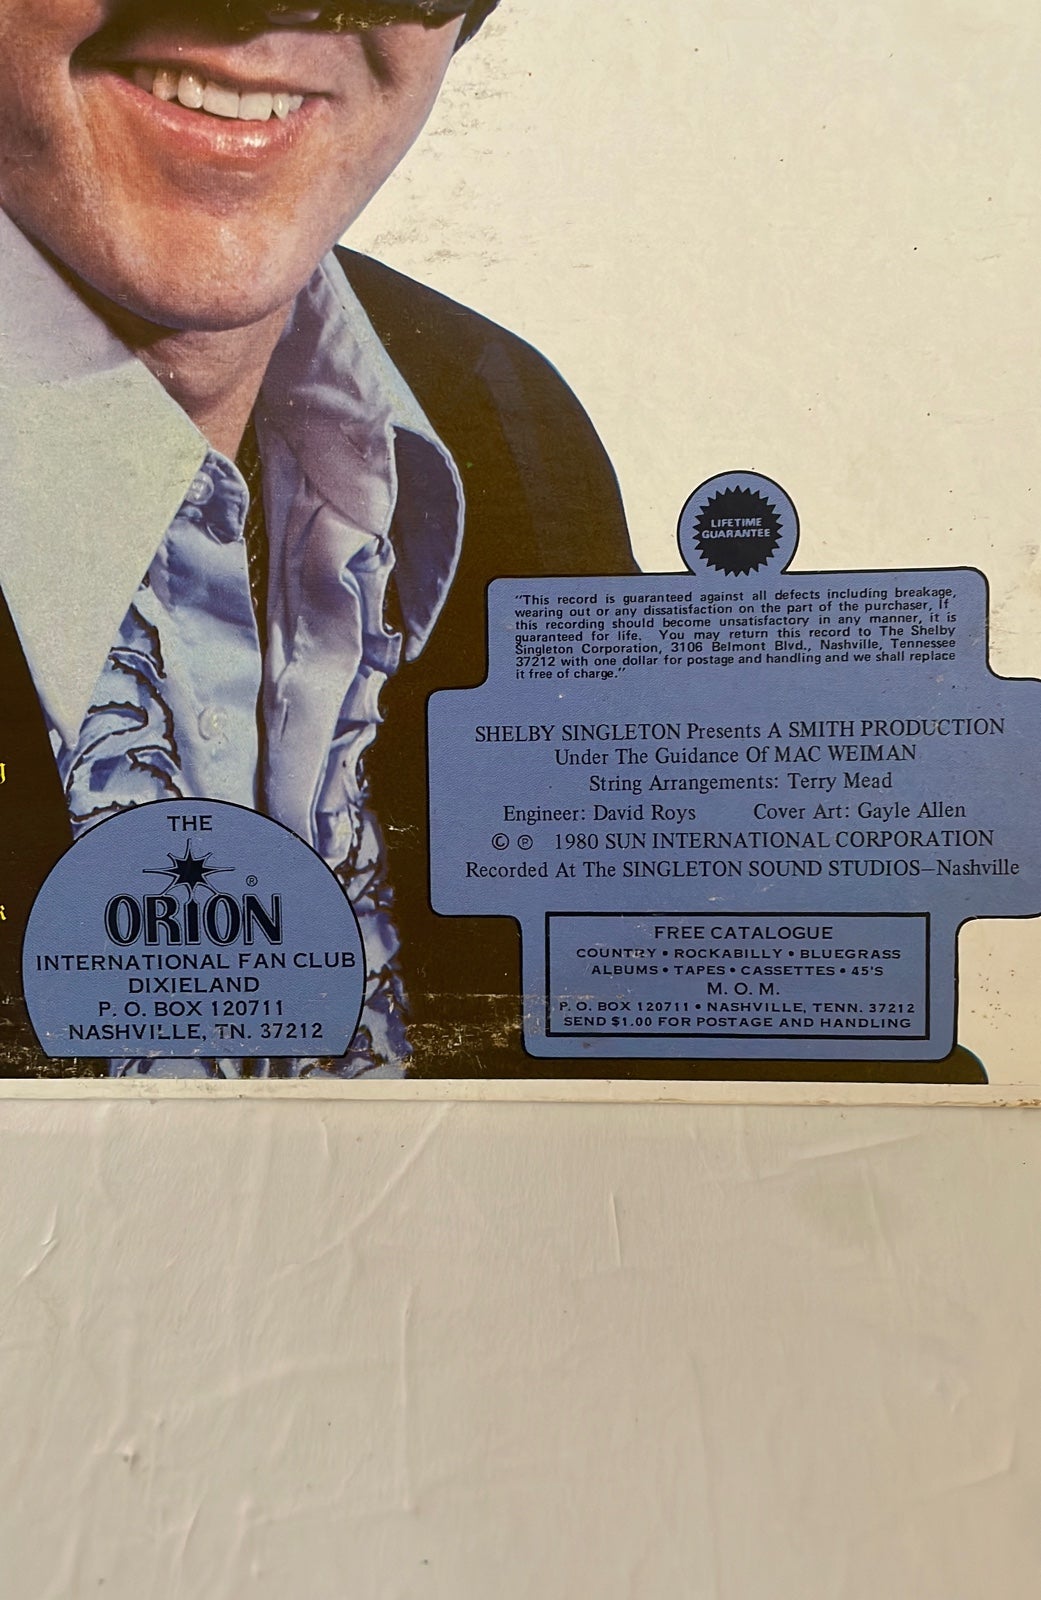 LIFETIME
GUARANTEE
"This record is guaranteed against all defects including breakage,
wearing out or any dissatisfaction on the part of the purchaser, If
this recording should become unsatisfactory in any manner, it is
guaranteed for life. You may return this record to The Shelby
Singleton Corporation, 3106 Belmont Blvd., Nashville, Tennessee
37212 with one dollar for postage and handling and we shall replace
it free of charge."
SHELBY SINGLETON Presents A SMITH PRODUCTION
Under The Guidance Of MAC WEIMAN
String Arrangements: Terry Mead
Engineer: David Roys Cover Art: Gayle Allen
© ℗ 1980 SUN INTERNATIONAL CORPORATION
Recorded At The SINGLETON SOUND STUDIOS—Nashville
FREE CATALOGUE
COUNTRY • ROCKABILLY • BLUEGRASS
ALBUMS • TAPES • CASSETTES • 45'S
M. O. M.
P. O. BOX 120711 • NASHVILLE, TENN. 37212
SEND $1.00 FOR POSTAGE AND HANDLING
THE
ORION ®
INTERNATIONAL FAN CLUB
DIXIELAND
P. O. BOX 120711
NASHVILLE, TN. 37212